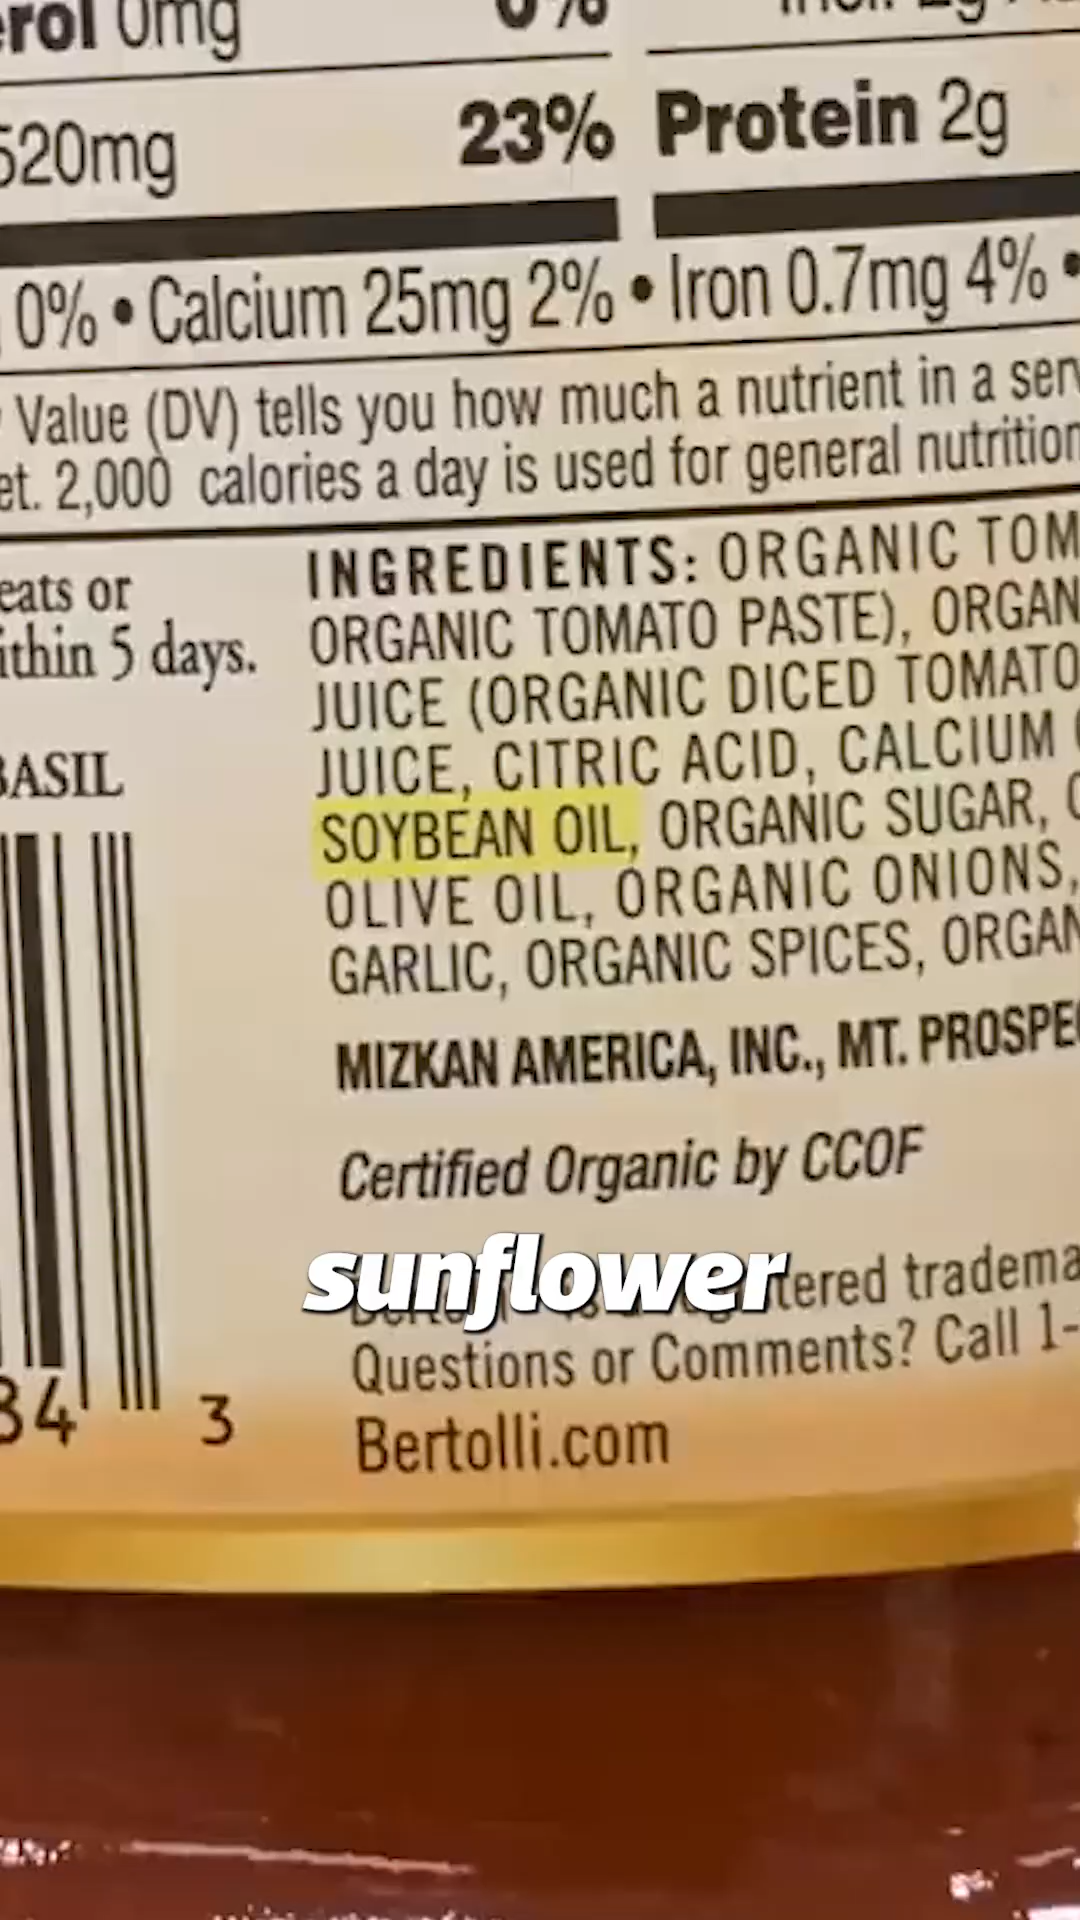 erol 0mg 0%
520mg 23% Protein 2g
0% • Calcium 25mg 2% • Iron 0.7mg 4% •
Value (DV) tells you how much a nutrient in a serv
et. 2,000 calories a day is used for general nutrition
eats or
ithin 5 days.
BASIL
INGREDIENTS: ORGANIC TOM
ORGANIC TOMATO PASTE), ORGAN
JUICE (ORGANIC DICED TOMATO
JUICE, CITRIC ACID, CALCIUM
SOYBEAN OIL, ORGANIC SUGAR,
OLIVE OIL, ORGANIC ONIONS,
GARLIC, ORGANIC SPICES, ORGAN
MIZKAN AMERICA, INC., MT. PROSPE
Certified Organic by CCOF
sunflower
tered tradema
Questions or Comments? Call 1-
Bertolli.com
84 3